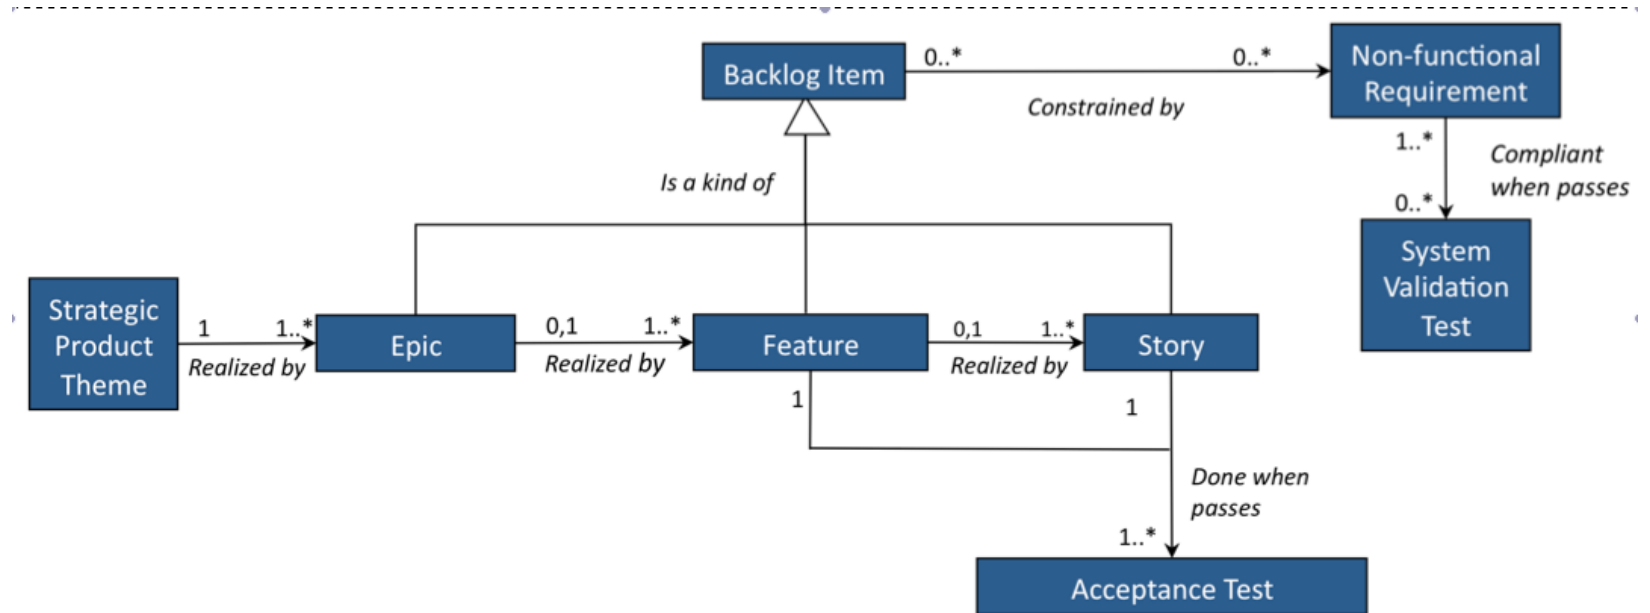 Backlog Item
0..*
0..*
Constrained by
Non-functional
Requirement
1..*
Compliant
when passes
0..*
System
Validation
Test
Is a kind of
Strategic
Product
Theme
1
1..*
Realized by
Epic
0,1
1..*
Realized by
Feature
0,1
1..*
Realized by
Story
1
1
Done when
passes
1..*
Acceptance Test